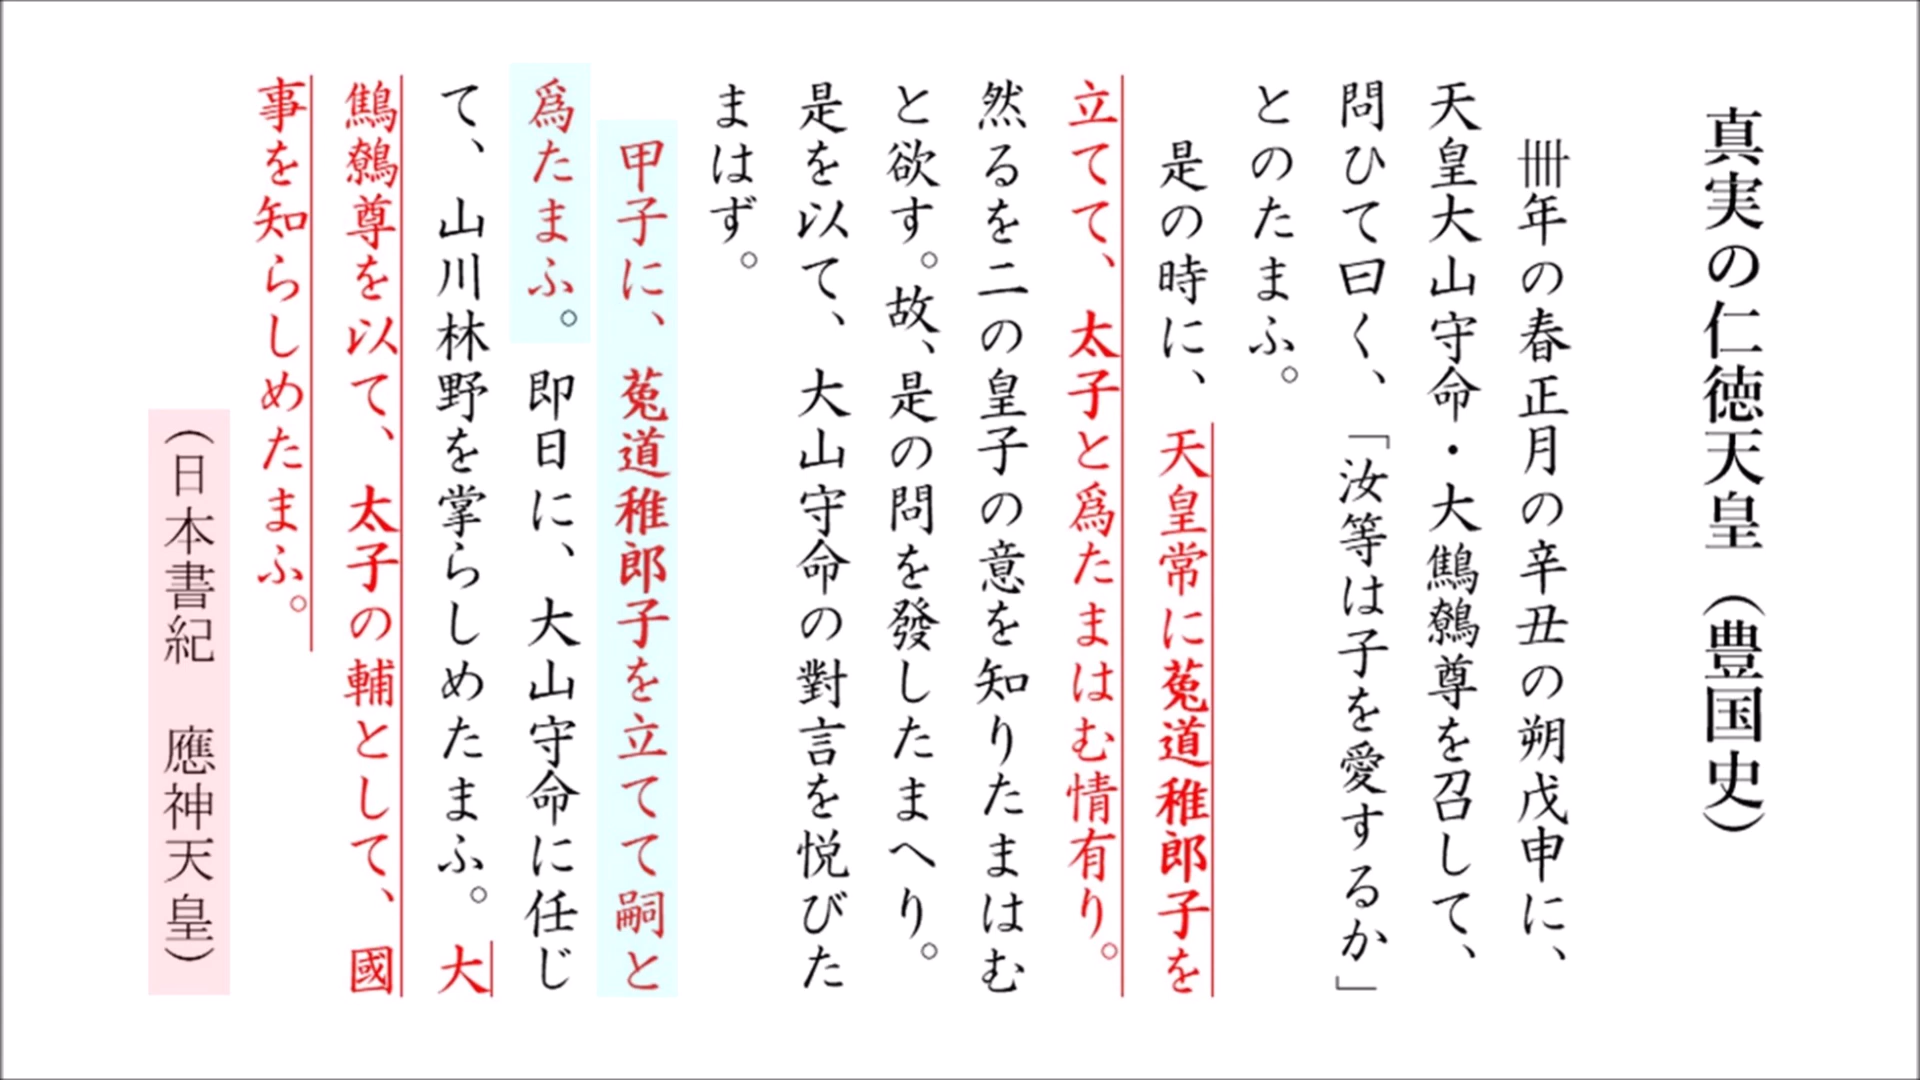 真実の仁徳天皇（豊国史）
卌年の春正月の辛丑の朔戊申に、
天皇大山守命・大鷦鷯尊を召して、
問ひて曰く、「汝等は子を愛するか」
とのたまふ。
是の時に、天皇常に菟道稚郎子を
立てて、太子と爲たまはむ情有り。
然るを二の皇子の意を知りたまはむ
と欲す。故、是の問を發したまへり。
是を以て、大山守命の對言を悦びた
まはず。
甲子に、菟道稚郎子を立てて嗣と
爲たまふ。即日に、大山守命に任じ
て、山川林野を掌らしめたまふ。大
鷦鷯尊を以て、太子の輔として、國
事を知らしめたまふ。
（日本書紀　應神天皇）